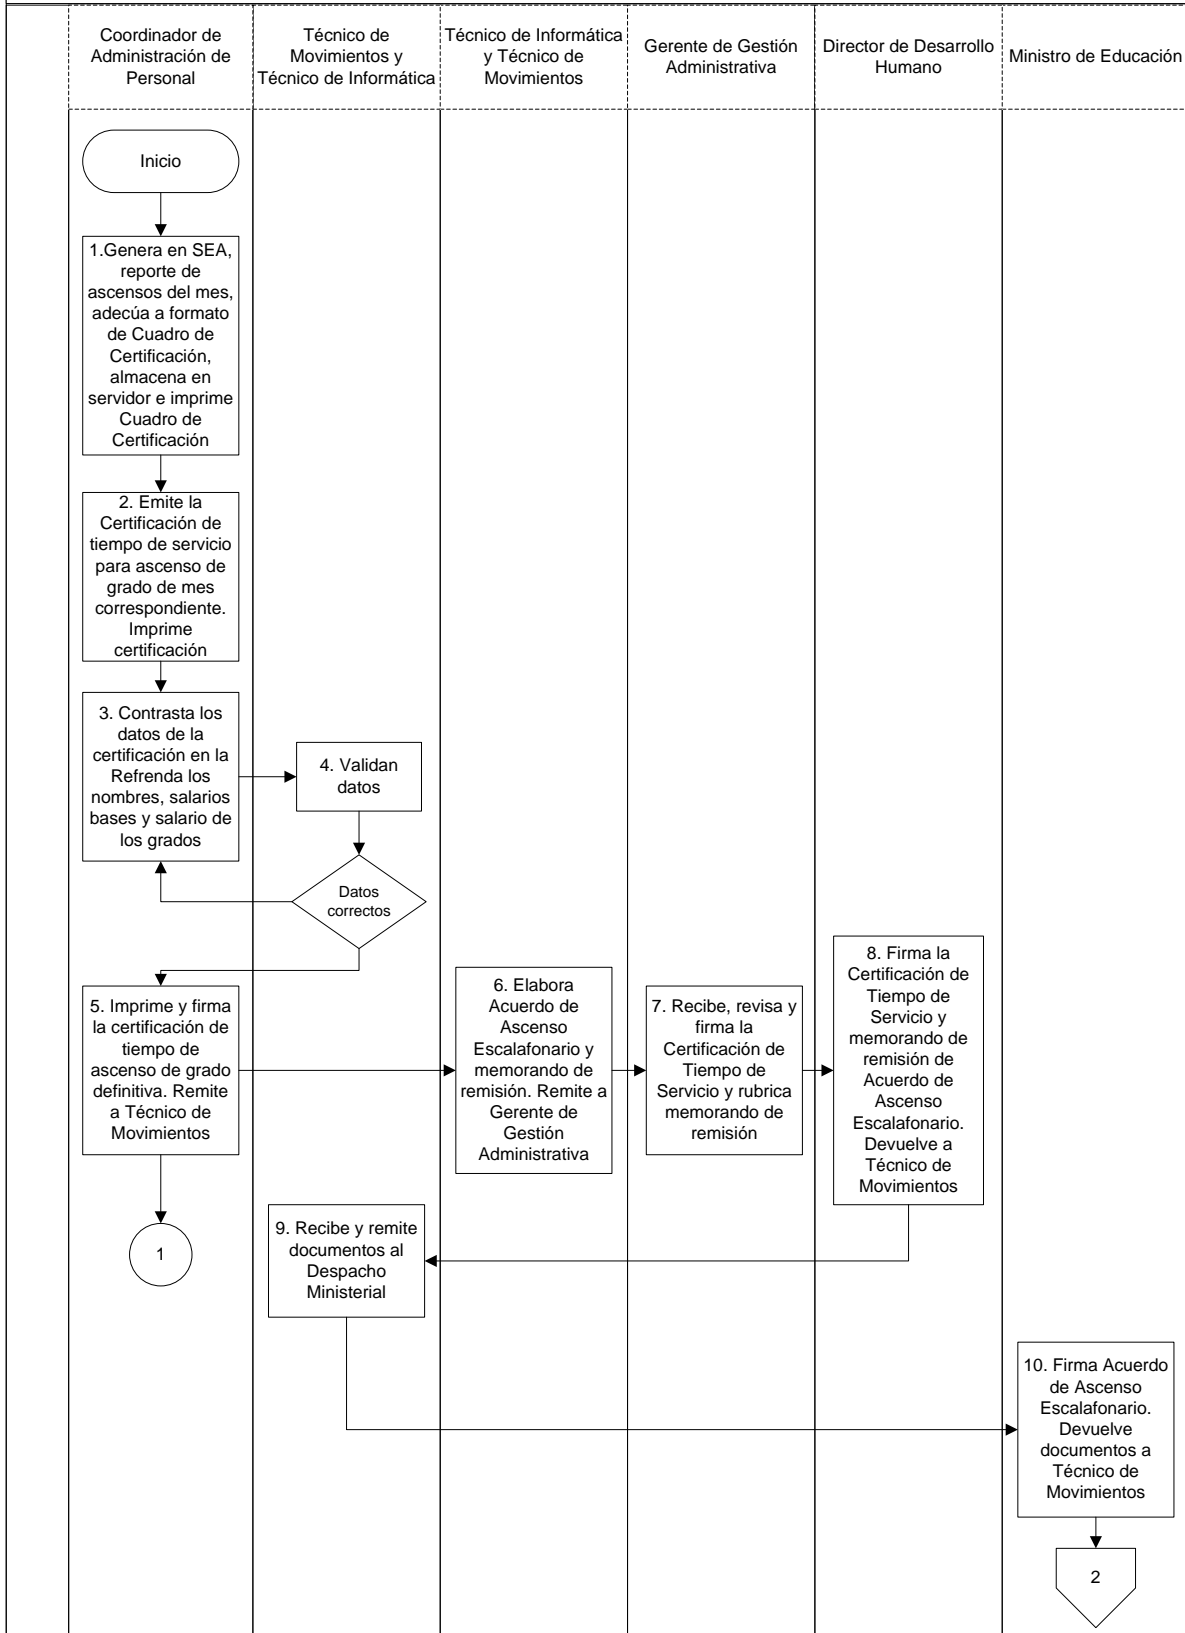 Coordinador de
Administración de
Personal
Técnico de
Movimientos y
Técnico de Informática
Técnico de Informática
y Técnico de
Movimientos
Gerente de Gestión
Administrativa
Director de Desarrollo
Humano
Ministro de Educación
Inicio
1.Genera en SEA,
reporte de
ascensos del mes,
adecúa a formato
de Cuadro de
Certificación,
almacena en
servidor e imprime
Cuadro de
Certificación
2. Emite la
Certificación de
tiempo de servicio
para ascenso de
grado de mes
correspondiente.
Imprime
certificación
3. Contrasta los
datos de la
certificación en la
Refrenda los
nombres, salarios
bases y salario de
los grados
4. Validan
datos
Datos
correctos
5. Imprime y firma
la certificación de
tiempo de
ascenso de grado
definitiva. Remite
a Técnico de
Movimientos
6. Elabora
Acuerdo de
Ascenso
Escalafonario y
memorando de
remisión. Remite a
Gerente de
Gestión
Administrativa
7. Recibe, revisa y
firma la
Certificación de
Tiempo de
Servicio y rubrica
memorando de
remisión
8. Firma la
Certificación de
Tiempo de
Servicio y
memorando de
remisión de
Acuerdo de
Ascenso
Escalafonario.
Devuelve a
Técnico de
Movimientos
1
9. Recibe y remite
documentos al
Despacho
Ministerial
10. Firma Acuerdo
de Ascenso
Escalafonario.
Devuelve
documentos a
Técnico de
Movimientos
2